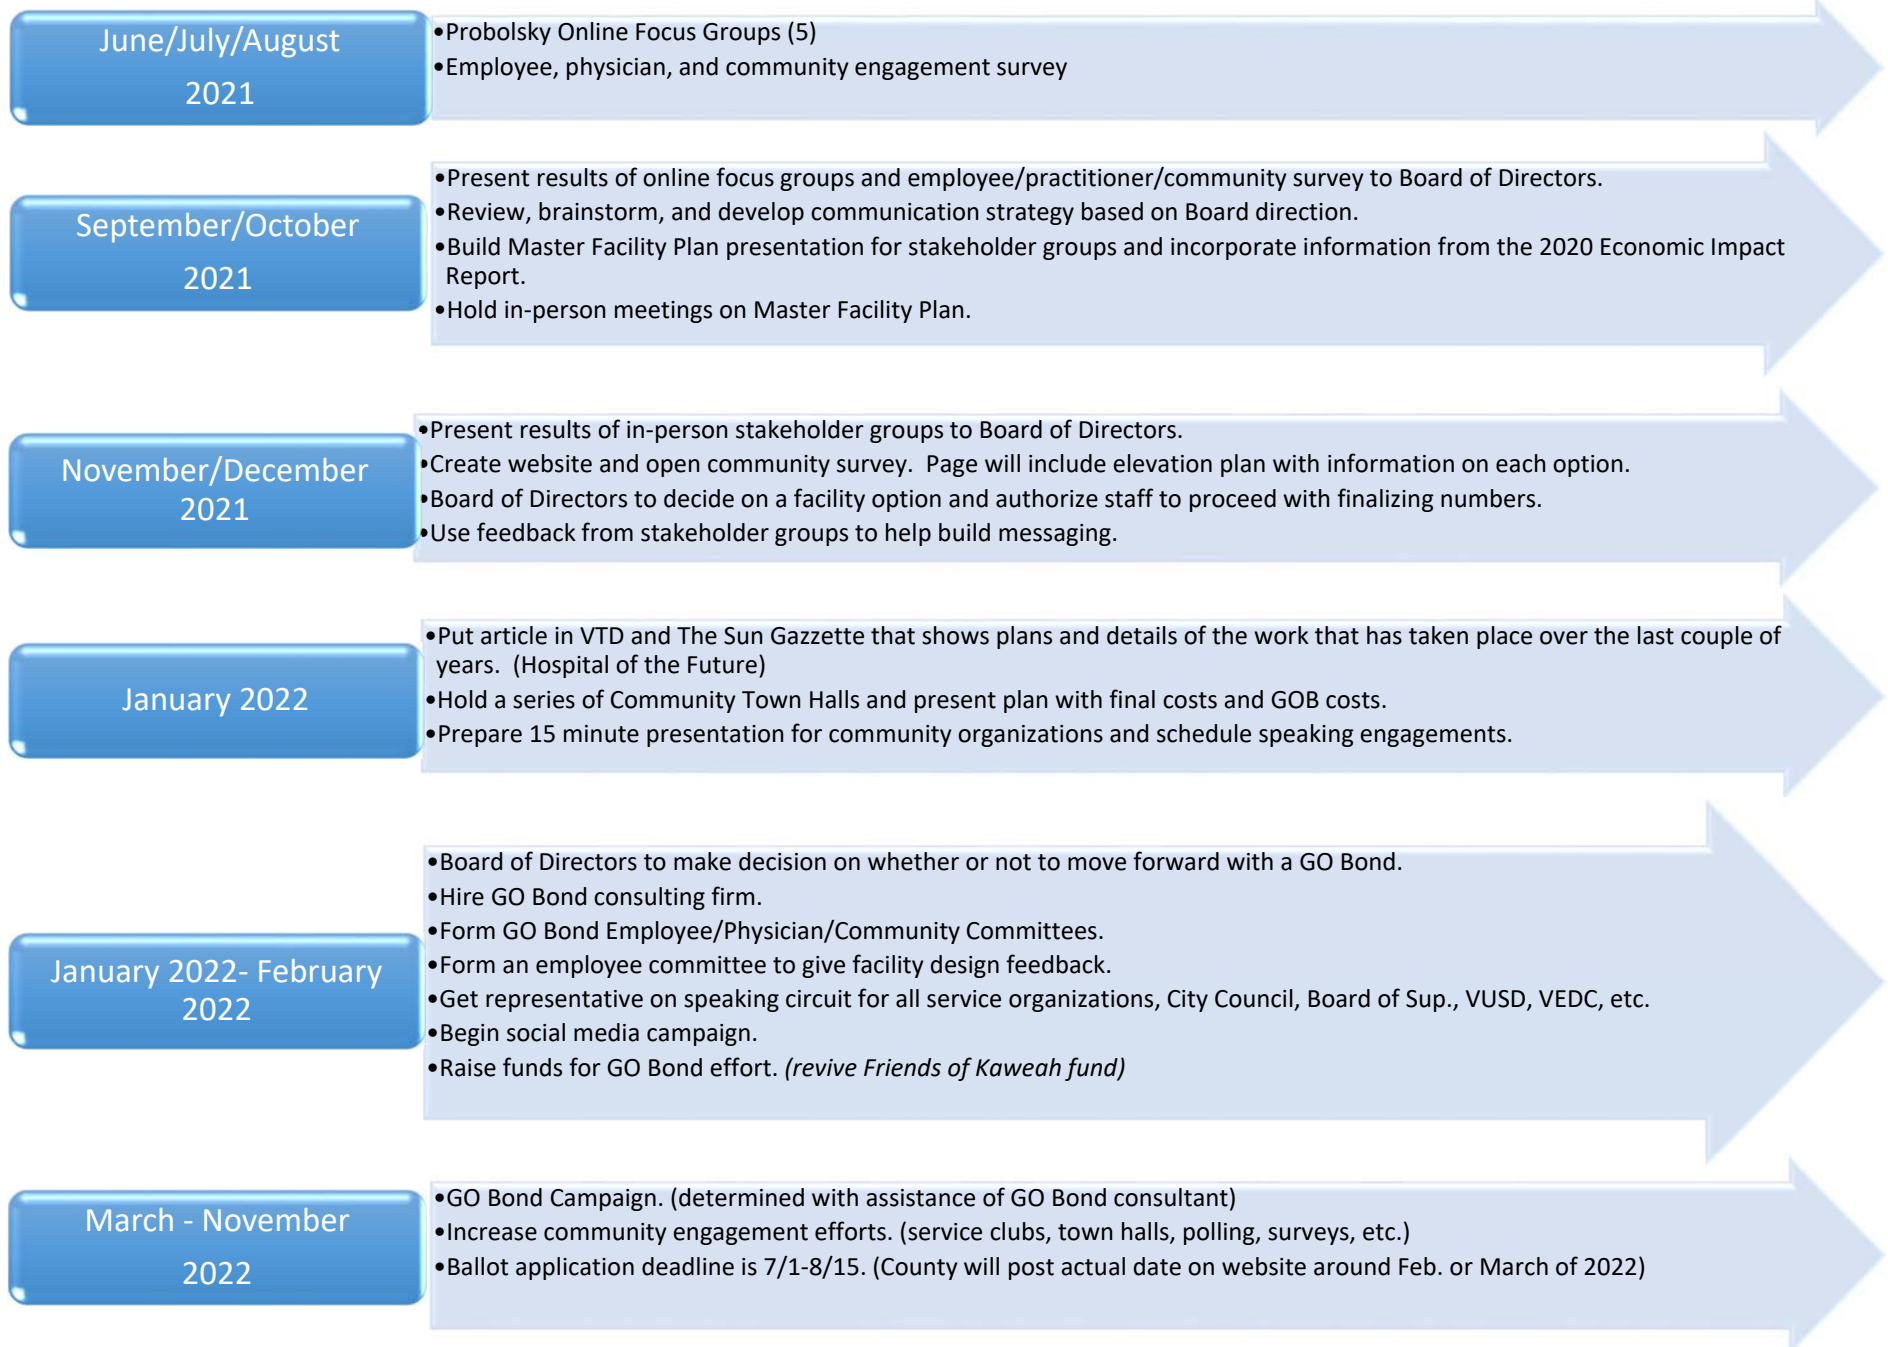 June/July/August
2021
•Probolsky Online Focus Groups (5)
•Employee, physician, and community engagement survey
September/October
2021
•Present results of online focus groups and employee/practitioner/community survey to Board of Directors.
•Review, brainstorm, and develop communication strategy based on Board direction.
•Build Master Facility Plan presentation for stakeholder groups and incorporate information from the 2020 Economic Impact
Report.
•Hold in-person meetings on Master Facility Plan.
November/December
2021
•Present results of in-person stakeholder groups to Board of Directors.
•Create website and open community survey.  Page will include elevation plan with information on each option.
•Board of Directors to decide on a facility option and authorize staff to proceed with finalizing numbers.
•Use feedback from stakeholder groups to help build messaging.
January 2022
•Put article in VTD and The Sun Gazzette that shows plans and details of the work that has taken place over the last couple of
years.  (Hospital of the Future)
•Hold a series of Community Town Halls and present plan with final costs and GOB costs.
•Prepare 15 minute presentation for community organizations and schedule speaking engagements.
January 2022- February
2022
•Board of Directors to make decision on whether or not to move forward with a GO Bond.
•Hire GO Bond consulting firm.
•Form GO Bond Employee/Physician/Community Committees.
•Form an employee committee to give facility design feedback.
•Get representative on speaking circuit for all service organizations, City Council, Board of Sup., VUSD, VEDC, etc.
•Begin social media campaign.
•Raise funds for GO Bond effort. (revive Friends of Kaweah fund)
March - November
2022
•GO Bond Campaign. (determined with assistance of GO Bond consultant)
•Increase community engagement efforts. (service clubs, town halls, polling, surveys, etc.)
•Ballot application deadline is 7/1-8/15. (County will post actual date on website around Feb. or March of 2022)